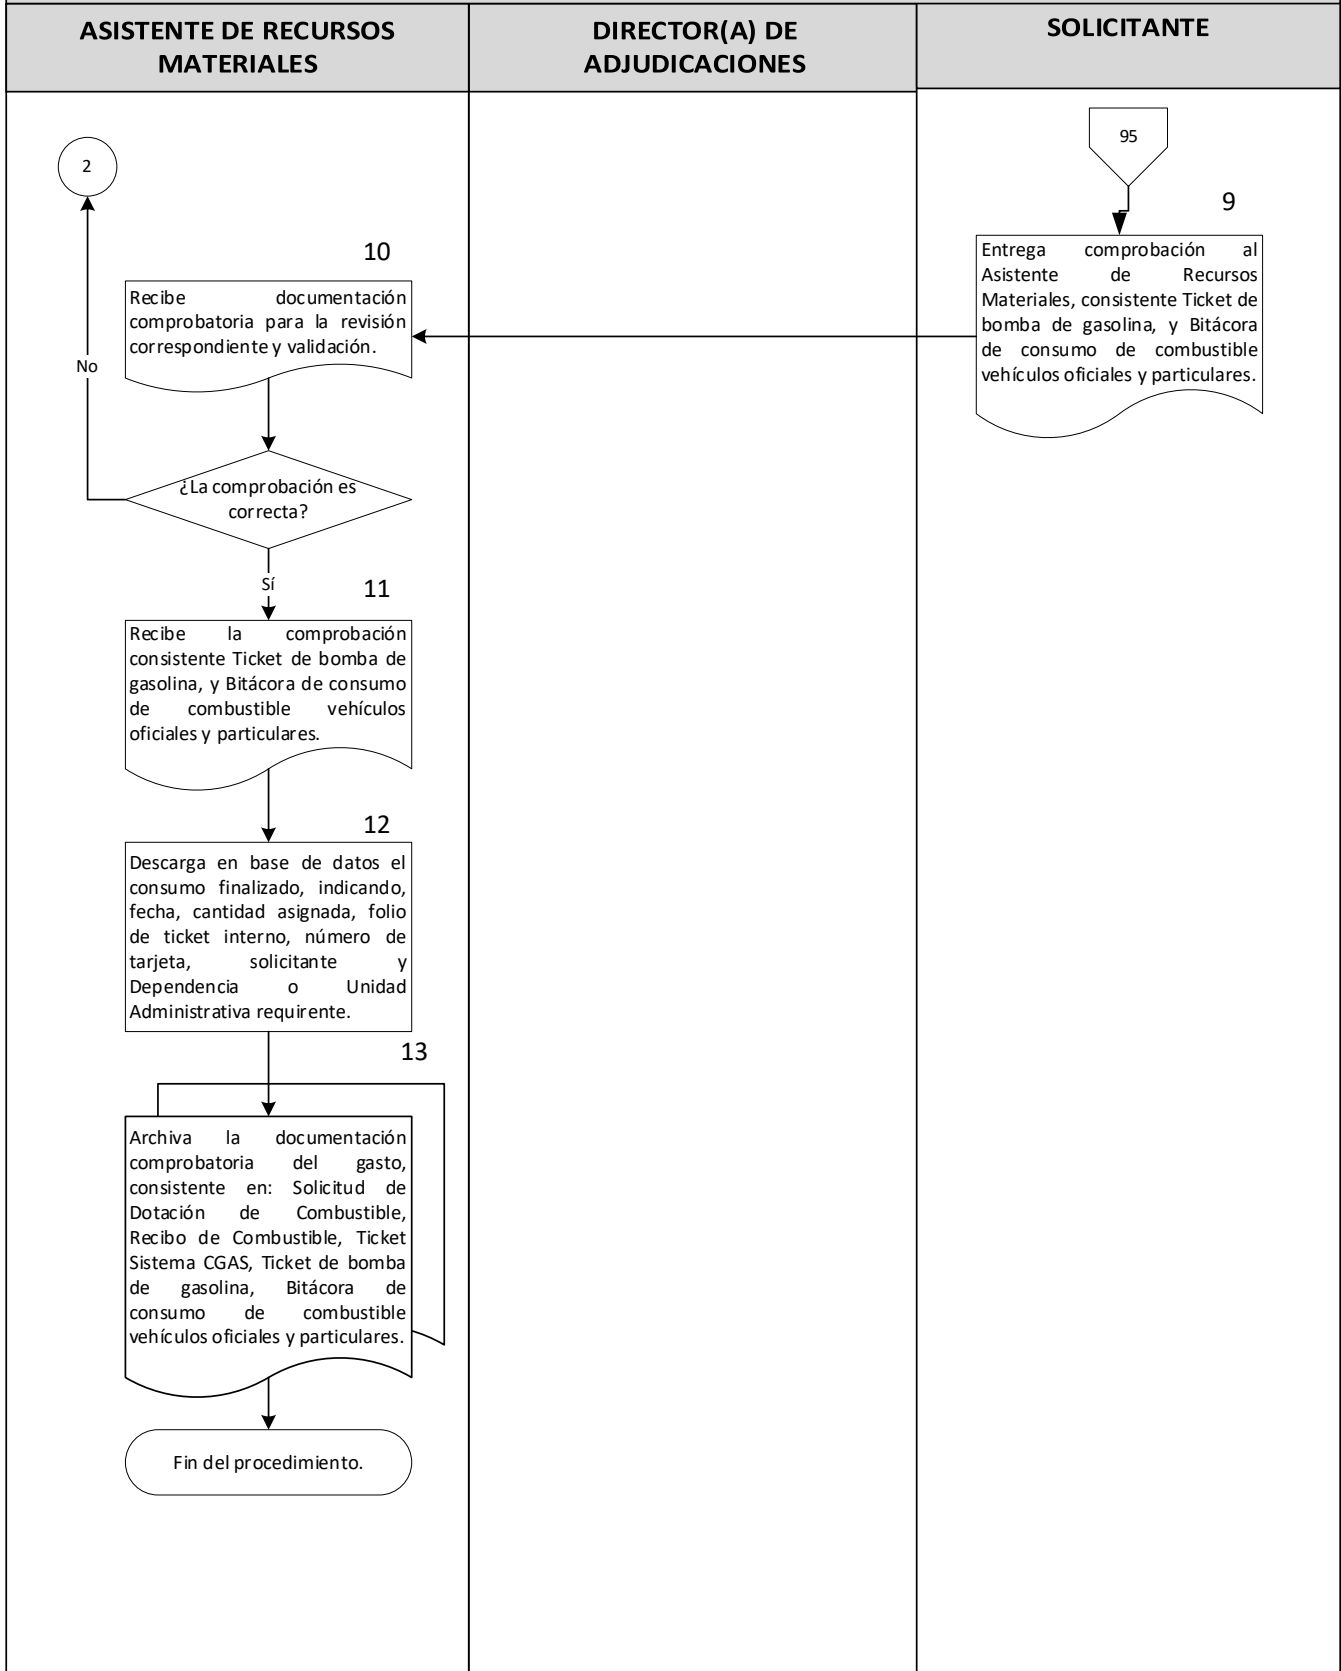 ASISTENTE DE RECURSOS
MATERIALES
DIRECTOR(A) DE
ADJUDICACIONES
SOLICITANTE
95
9
Entrega comprobación al
Asistente de Recursos
Materiales, consistente Ticket de
bomba de gasolina, y Bitácora
de consumo de combustible
vehículos oficiales y particulares.
2
10
Recibe documentación
comprobatoria para la revisión
correspondiente y validación.
No
¿La comprobación es
correcta?
Sí
11
Recibe la comprobación
consistente Ticket de bomba de
gasolina, y Bitácora de consumo
de combustible vehículos
oficiales y particulares.
12
Descarga en base de datos el
consumo finalizado, indicando,
fecha, cantidad asignada, folio
de ticket interno, número de
tarjeta, solicitante y
Dependencia o Unidad
Administrativa requirente.
13
Archiva la documentación
comprobatoria del gasto,
consistente en: Solicitud de
Dotación de Combustible,
Recibo de Combustible, Ticket
Sistema CGAS, Ticket de bomba
de gasolina, Bitácora de
consumo de combustible
vehículos oficiales y particulares.
Fin del procedimiento.